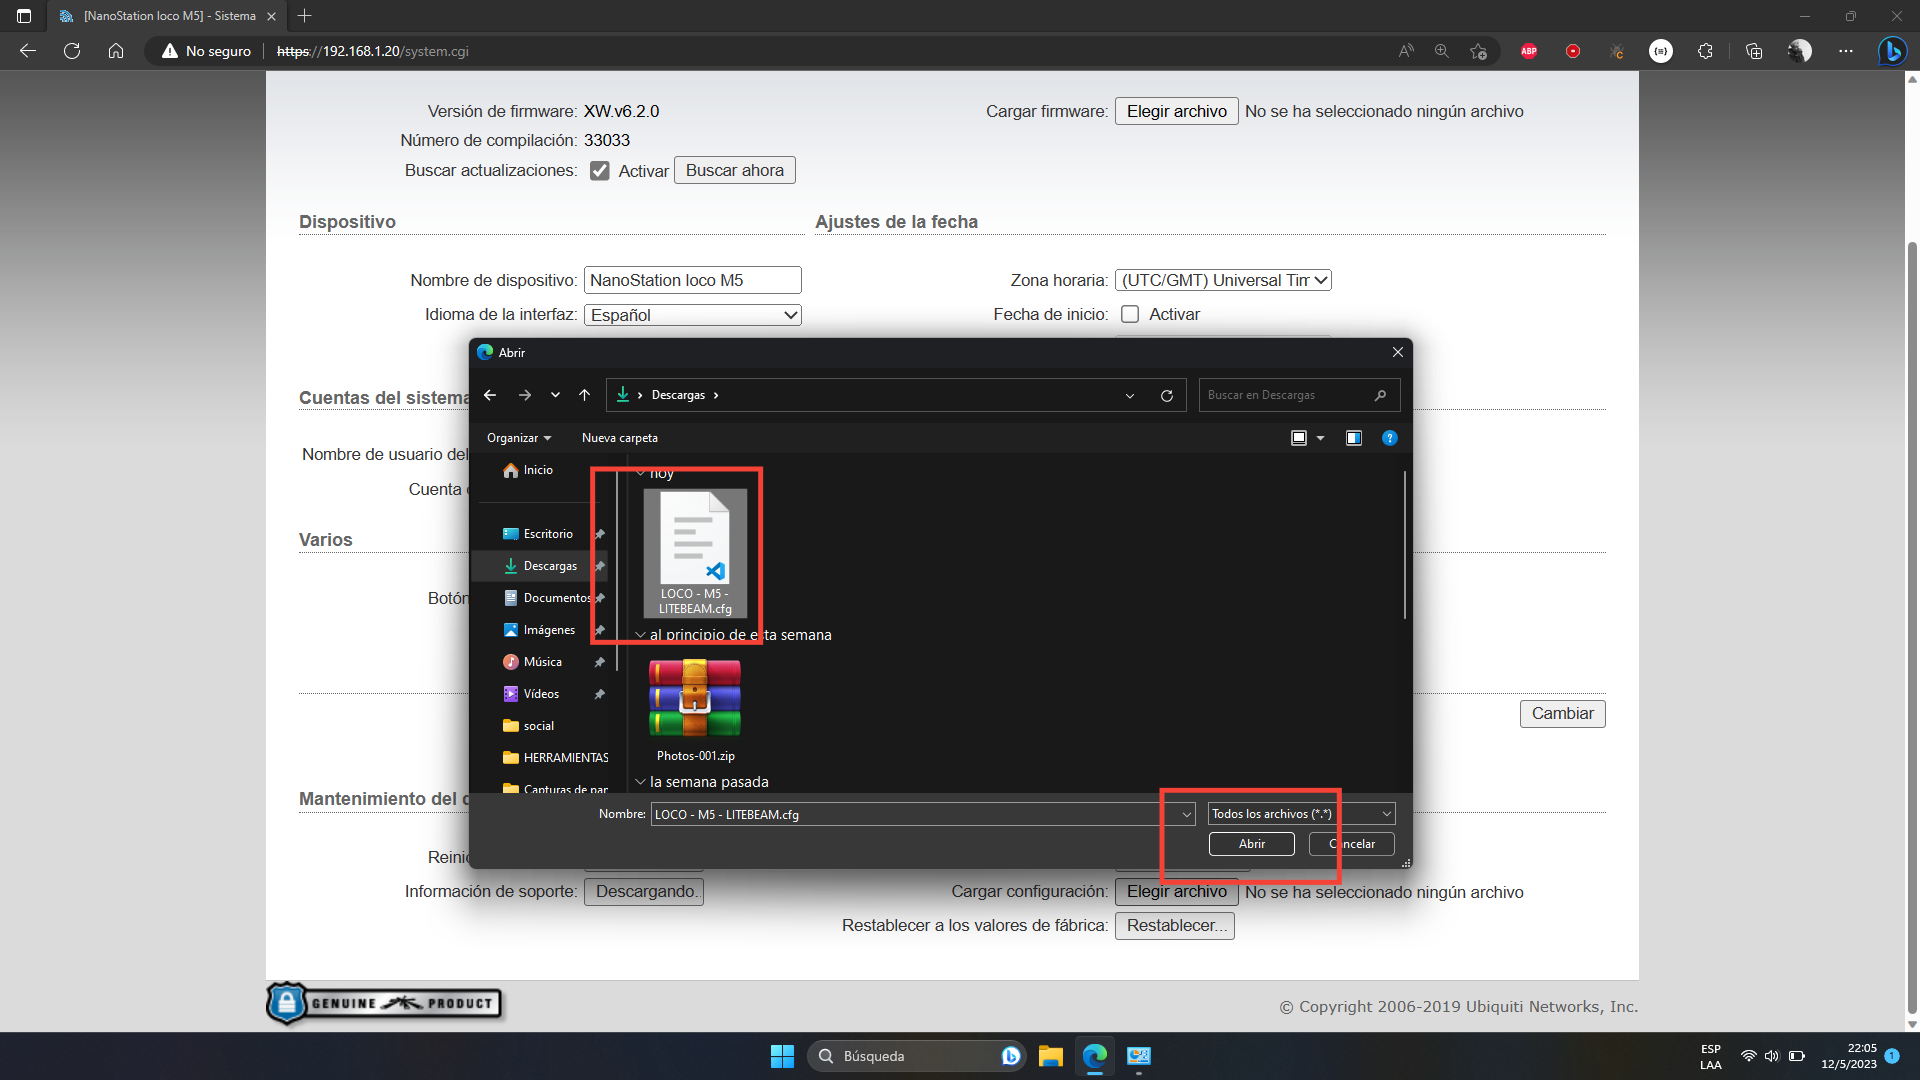 [NanoStation loco M5] - Sistema
No seguro
https://192.168.1.20/system.cgi
ABP
Versión de firmware: XW.v6.2.0
Cargar firmware: Elegir archivo No se ha seleccionado ningún archivo
Número de compilación: 33033
Buscar actualizaciones: Activar Buscar ahora
Dispositivo
Ajustes de la fecha
Nombre de dispositivo: NanoStation loco M5
Zona horaria: (UTC/GMT) Universal Tim
Idioma de la interfaz: Español
Fecha de inicio: Activar
Abrir
Cuentas del sistema
Descargas
Buscar en Descargas
Organizar
Nueva carpeta
Nombre de usuario del
Inicio
hoy
Cuenta
Escritorio
Varios
Descargas
Botón
Documentos
LOCO - M5 -
LITEBEAM.cfg
Imágenes
al principio de esta semana
Música
Vídeos
social
Cambiar
HERRAMIENTAS
Photos-001.zip
la semana pasada
Capturas de pan
Mantenimiento del d
Nombre: LOCO - M5 - LITEBEAM.cfg
Todos los archivos (*.*)
Abrir
Cancelar
Reinic
Información de soporte: Descargando..
Cargar configuración: Elegir archivo No se ha seleccionado ningún archivo
Restablecer a los valores de fábrica: Restablecer...
GENUINE PRODUCT
© Copyright 2006-2019 Ubiquiti Networks, Inc.
Búsqueda
ESP
LAA
22:05
12/5/2023
1